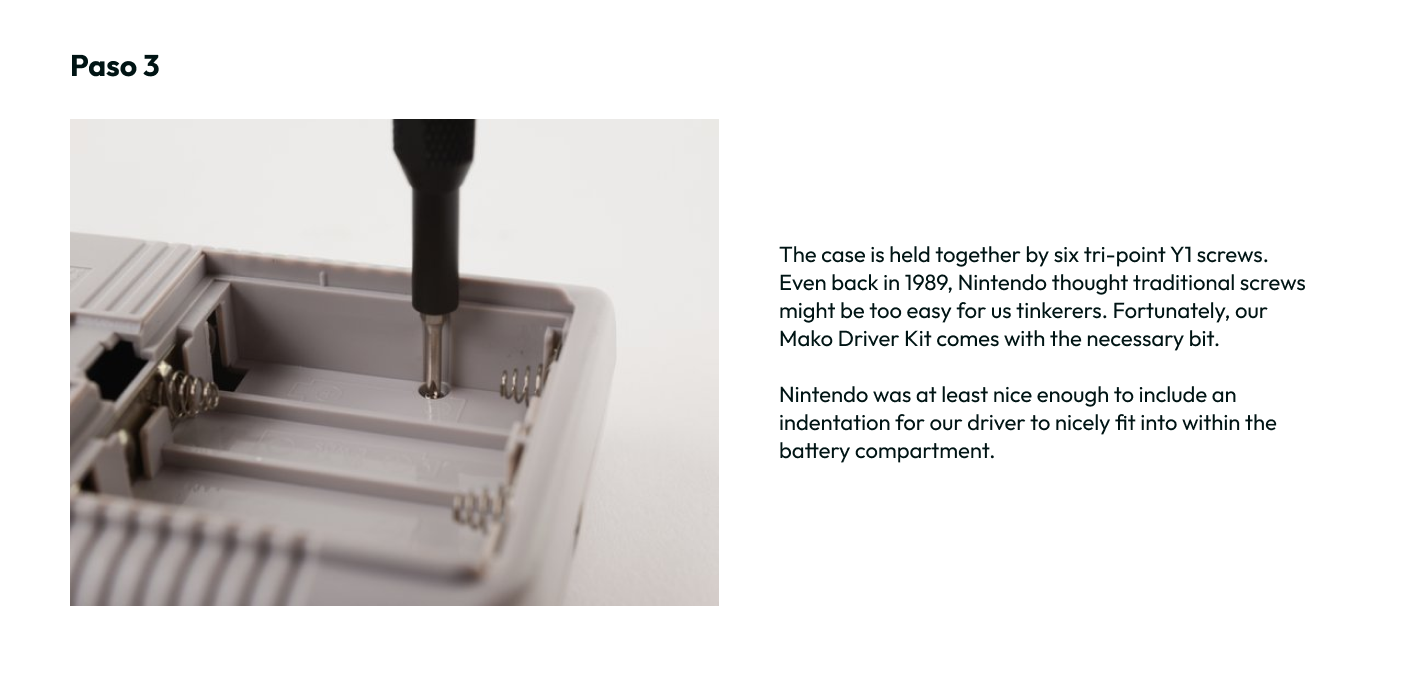 Paso 3
The case is held together by six tri-point Y1 screws.
Even back in 1989, Nintendo thought traditional screws
might be too easy for us tinkerers. Fortunately, our
Mako Driver Kit comes with the necessary bit.
Nintendo was at least nice enough to include an
indentation for our driver to nicely fit into within the
battery compartment.